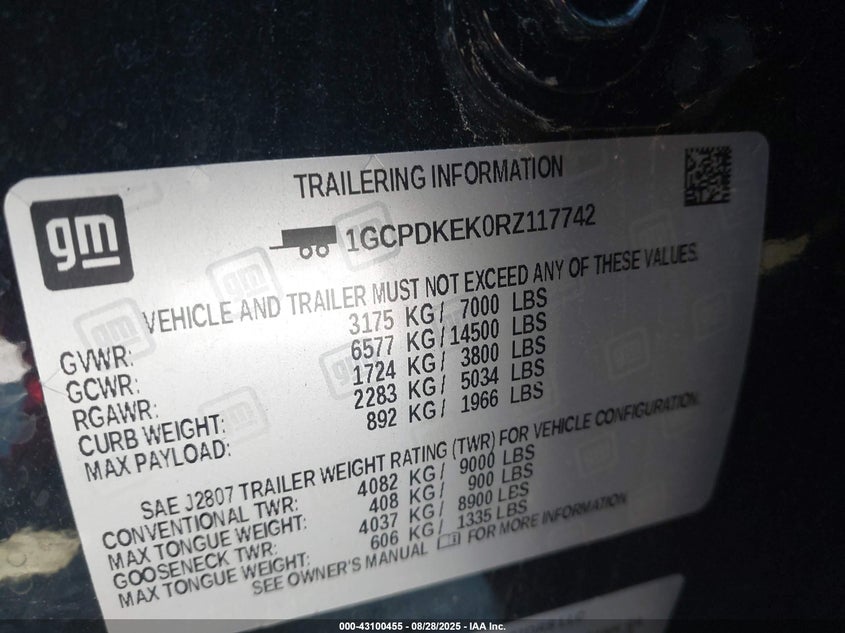 TRAILERING INFORMATION
gm
1GCPDKEK0RZ117742
VEHICLE AND TRAILER MUST NOT EXCEED ANY OF THESE VALUES.
GVWR: 3175 KG/ 7000 LBS
GCWR: 6577 KG/14500 LBS
RGAWR: 1724 KG/ 3800 LBS
CURB WEIGHT: 2283 KG/ 5034 LBS
MAX PAYLOAD: 892 KG/ 1966 LBS
SAE J2807 TRAILER WEIGHT RATING (TWR) FOR VEHICLE CONFIGURATION.
CONVENTIONAL TWR: 4082 KG/ 9000 LBS
MAX TONGUE WEIGHT: 408 KG/ 900 LBS
GOOSENECK TWR: 4037 KG/ 8900 LBS
MAX TONGUE WEIGHT: 606 KG/ 1335 LBS
SEE OWNER'S MANUAL FOR MORE INFORMATION
000-43100455 - 08/28/2025 - IAA Inc.